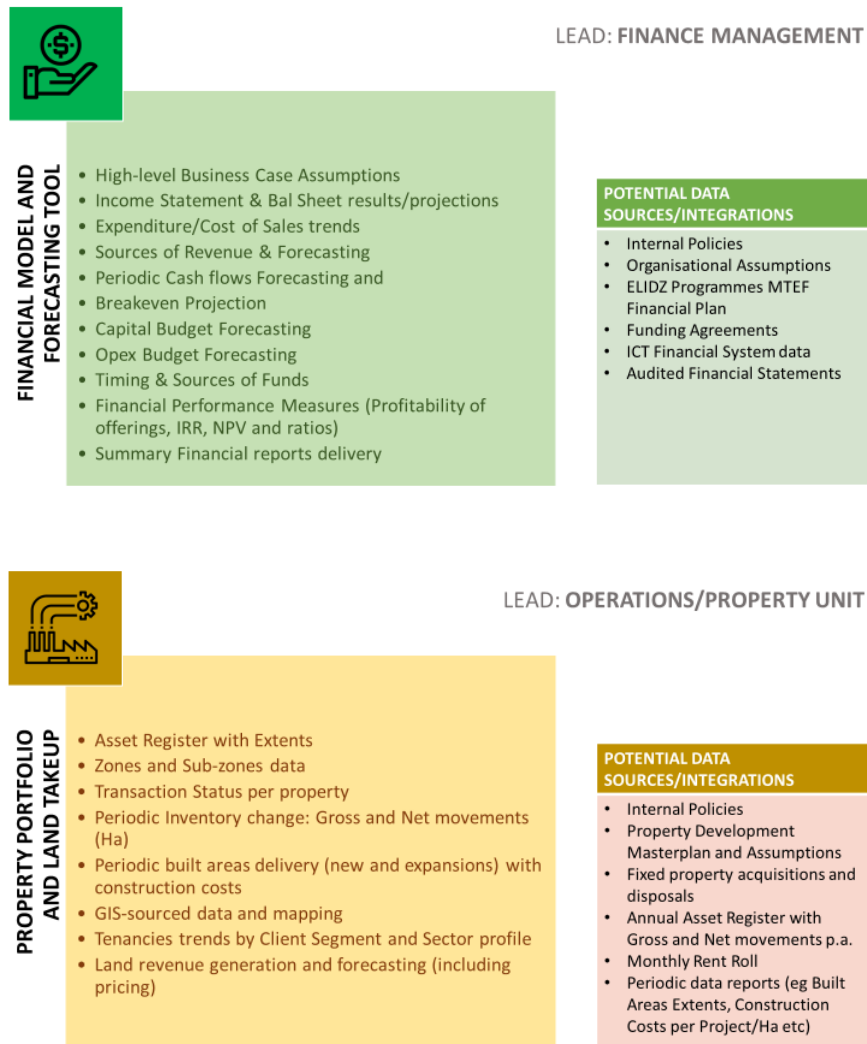 LEAD: FINANCE MANAGEMENT
FINANCIAL MODEL AND
FORECASTING TOOL
• High-level Business Case Assumptions
• Income Statement & Bal Sheet results/projections
• Expenditure/Cost of Sales trends
• Sources of Revenue & Forecasting
• Periodic Cash flows Forecasting and
• Breakeven Projection
• Capital Budget Forecasting
• Opex Budget Forecasting
• Timing & Sources of Funds
• Financial Performance Measures (Profitability of
offerings, IRR, NPV and ratios)
• Summary Financial reports delivery
POTENTIAL DATA
SOURCES/INTEGRATIONS
• Internal Policies
• Organisational Assumptions
• ELIDZ Programmes MTEF
Financial Plan
• Funding Agreements
• ICT Financial System data
• Audited Financial Statements
LEAD: OPERATIONS/PROPERTY UNIT
PROPERTY PORTFOLIO
AND LAND TAKEUP
• Asset Register with Extents
• Zones and Sub-zones data
• Transaction Status per property
• Periodic Inventory change: Gross and Net movements
(Ha)
• Periodic built areas delivery (new and expansions) with
construction costs
• GIS-sourced data and mapping
• Tenancies trends by Client Segment and Sector profile
• Land revenue generation and forecasting (including
pricing)
POTENTIAL DATA
SOURCES/INTEGRATIONS
• Internal Policies
• Property Development
Masterplan and Assumptions
• Fixed property acquisitions and
disposals
• Annual Asset Register with
Gross and Net movements p.a.
• Monthly Rent Roll
• Periodic data reports (eg Built
Areas Extents, Construction
Costs per Project/Ha etc)